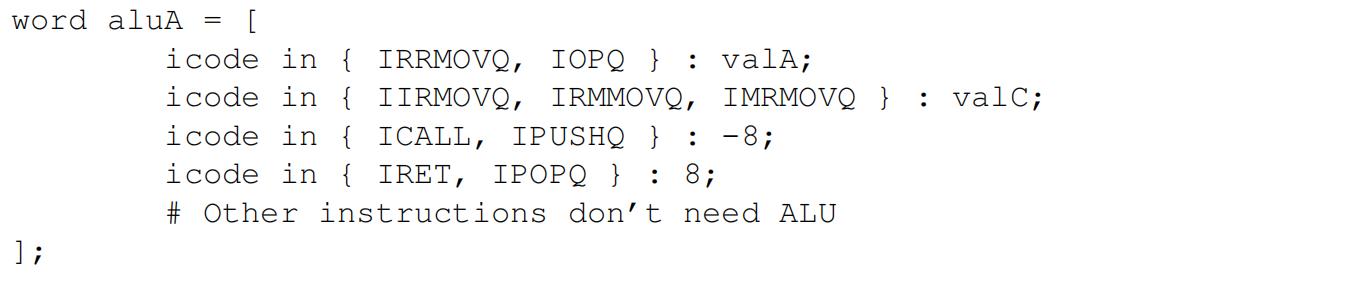 word aluA = [
        icode in { IRRMOVQ, IOPQ } : valA;
        icode in { IIRMOVQ, IRMMOVQ, IMRMOVQ } : valC;
        icode in { ICALL, IPUSHQ } : -8;
        icode in { IRET, IPOPQ } : 8;
        # Other instructions don’t need ALU
];